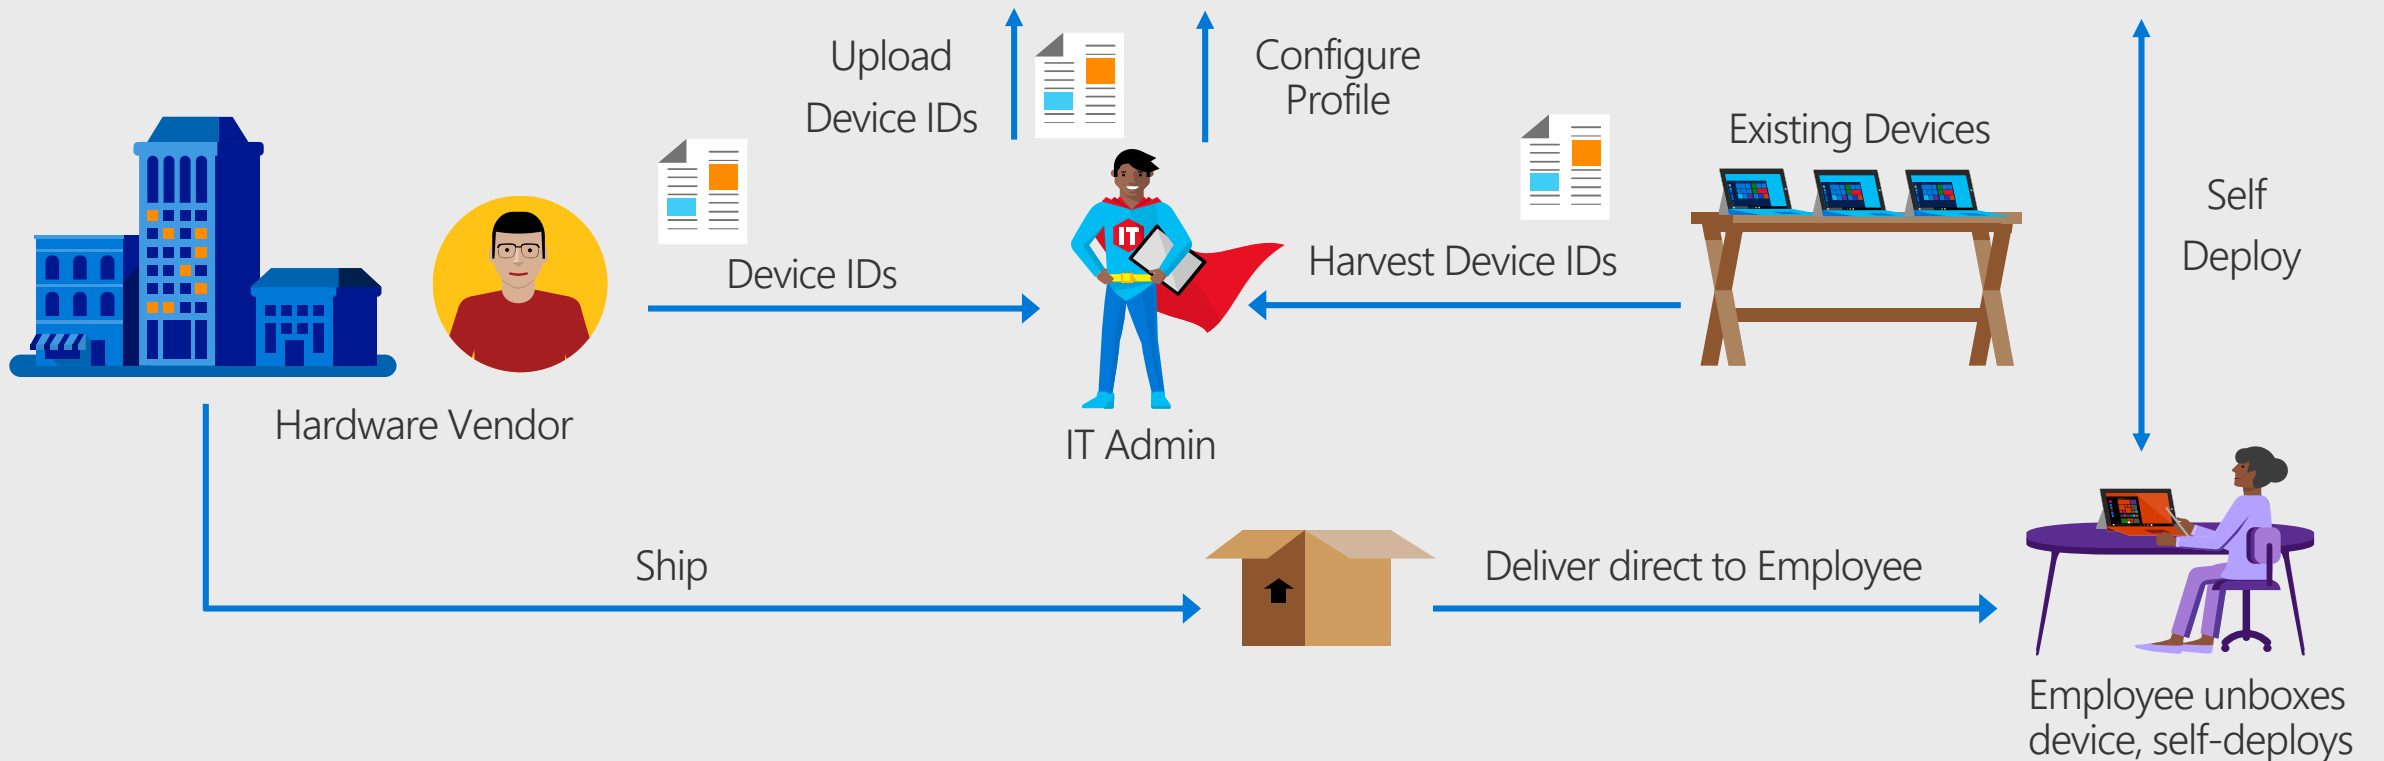 Upload
Device IDs
Configure
Profile
Existing Devices
Self
Deploy
IT
Device IDs
Harvest Device IDs
Hardware Vendor
IT Admin
Ship
Deliver direct to Employee
Employee unboxes
device, self-deploys